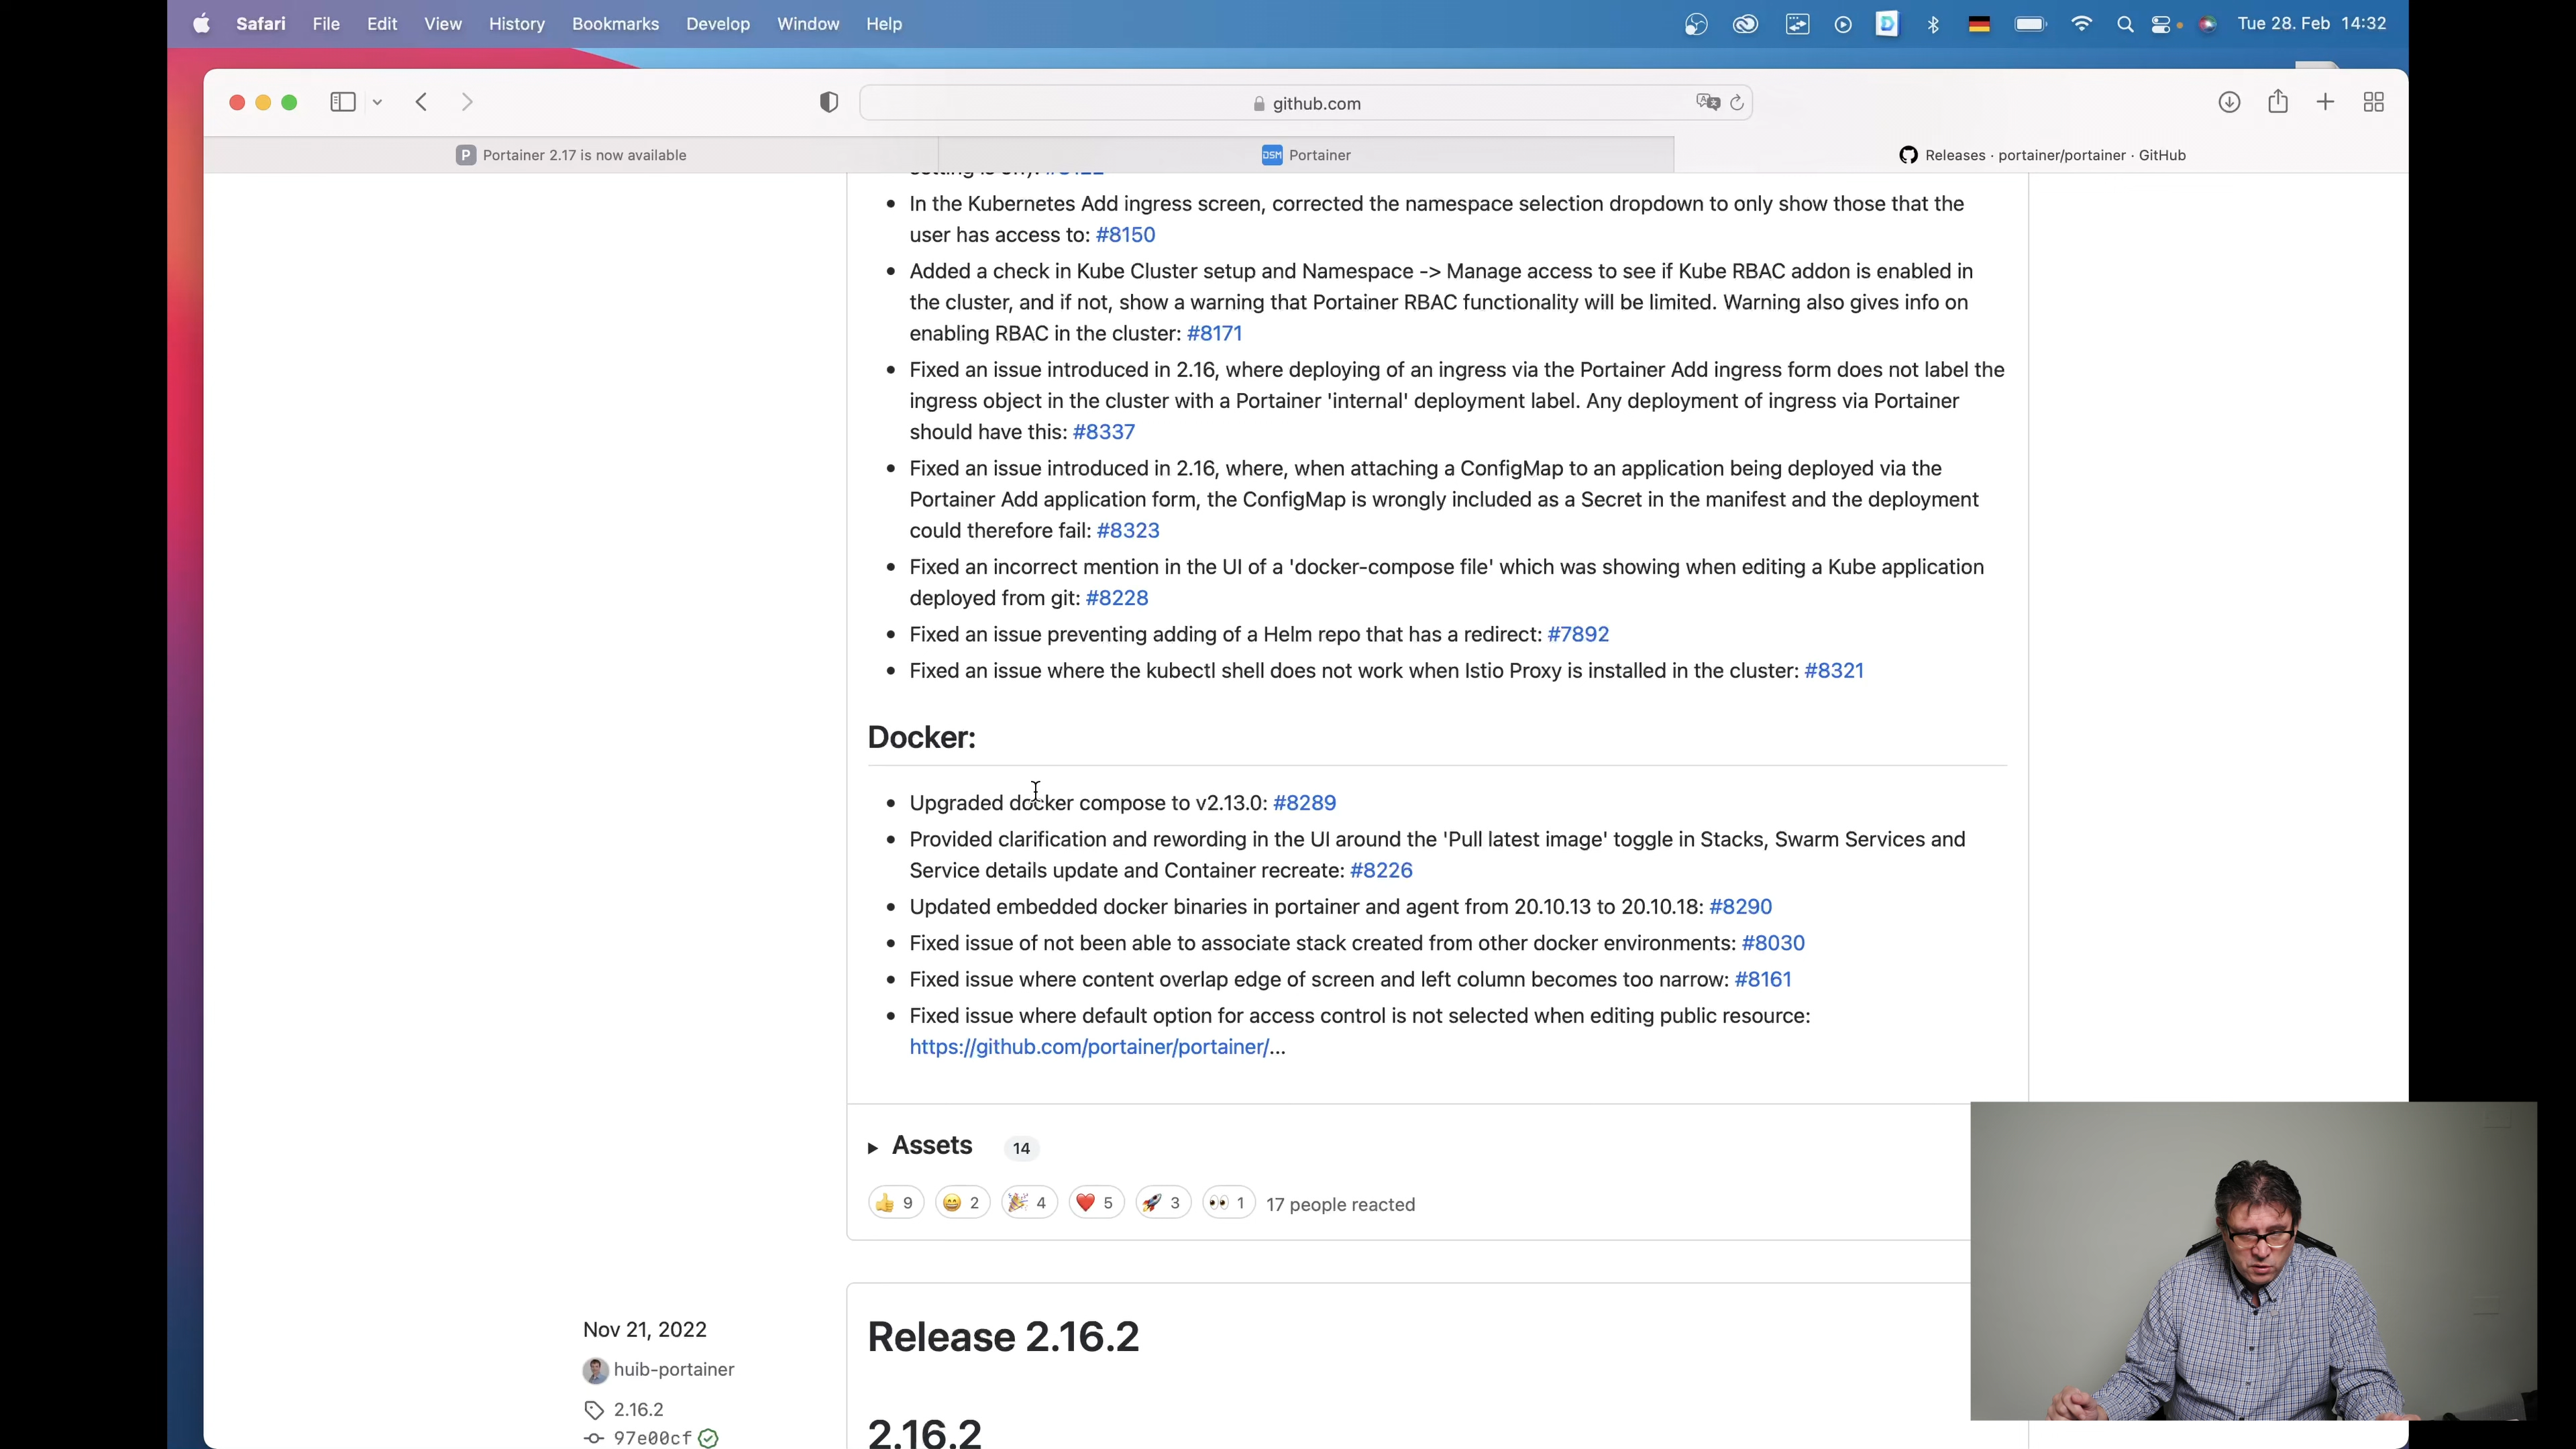 Safari File Edit View History Bookmarks Develop Window Help Tue 28. Feb 14:32
github.com
Portainer 2.17 is now available
DSM Portainer
Releases · portainer/portainer · GitHub
In the Kubernetes Add ingress screen, corrected the namespace selection dropdown to only show those that the
user has access to: #8150
Added a check in Kube Cluster setup and Namespace -> Manage access to see if Kube RBAC addon is enabled in
the cluster, and if not, show a warning that Portainer RBAC functionality will be limited. Warning also gives info on
enabling RBAC in the cluster: #8171
Fixed an issue introduced in 2.16, where deploying of an ingress via the Portainer Add ingress form does not label the
ingress object in the cluster with a Portainer 'internal' deployment label. Any deployment of ingress via Portainer
should have this: #8337
Fixed an issue introduced in 2.16, where, when attaching a ConfigMap to an application being deployed via the
Portainer Add application form, the ConfigMap is wrongly included as a Secret in the manifest and the deployment
could therefore fail: #8323
Fixed an incorrect mention in the UI of a 'docker-compose file' which was showing when editing a Kube application
deployed from git: #8228
Fixed an issue preventing adding of a Helm repo that has a redirect: #7892
Fixed an issue where the kubectl shell does not work when Istio Proxy is installed in the cluster: #8321
Docker:
Upgraded docker compose to v2.13.0: #8289
Provided clarification and rewording in the UI around the 'Pull latest image' toggle in Stacks, Swarm Services and
Service details update and Container recreate: #8226
Updated embedded docker binaries in portainer and agent from 20.10.13 to 20.10.18: #8290
Fixed issue of not been able to associate stack created from other docker environments: #8030
Fixed issue where content overlap edge of screen and left column becomes too narrow: #8161
Fixed issue where default option for access control is not selected when editing public resource:
https://github.com/portainer/portainer/...
Assets 14
9 2 4 5 3 1 17 people reacted
Nov 21, 2022
huib-portainer
2.16.2
97e00cf
Release 2.16.2
2.16.2